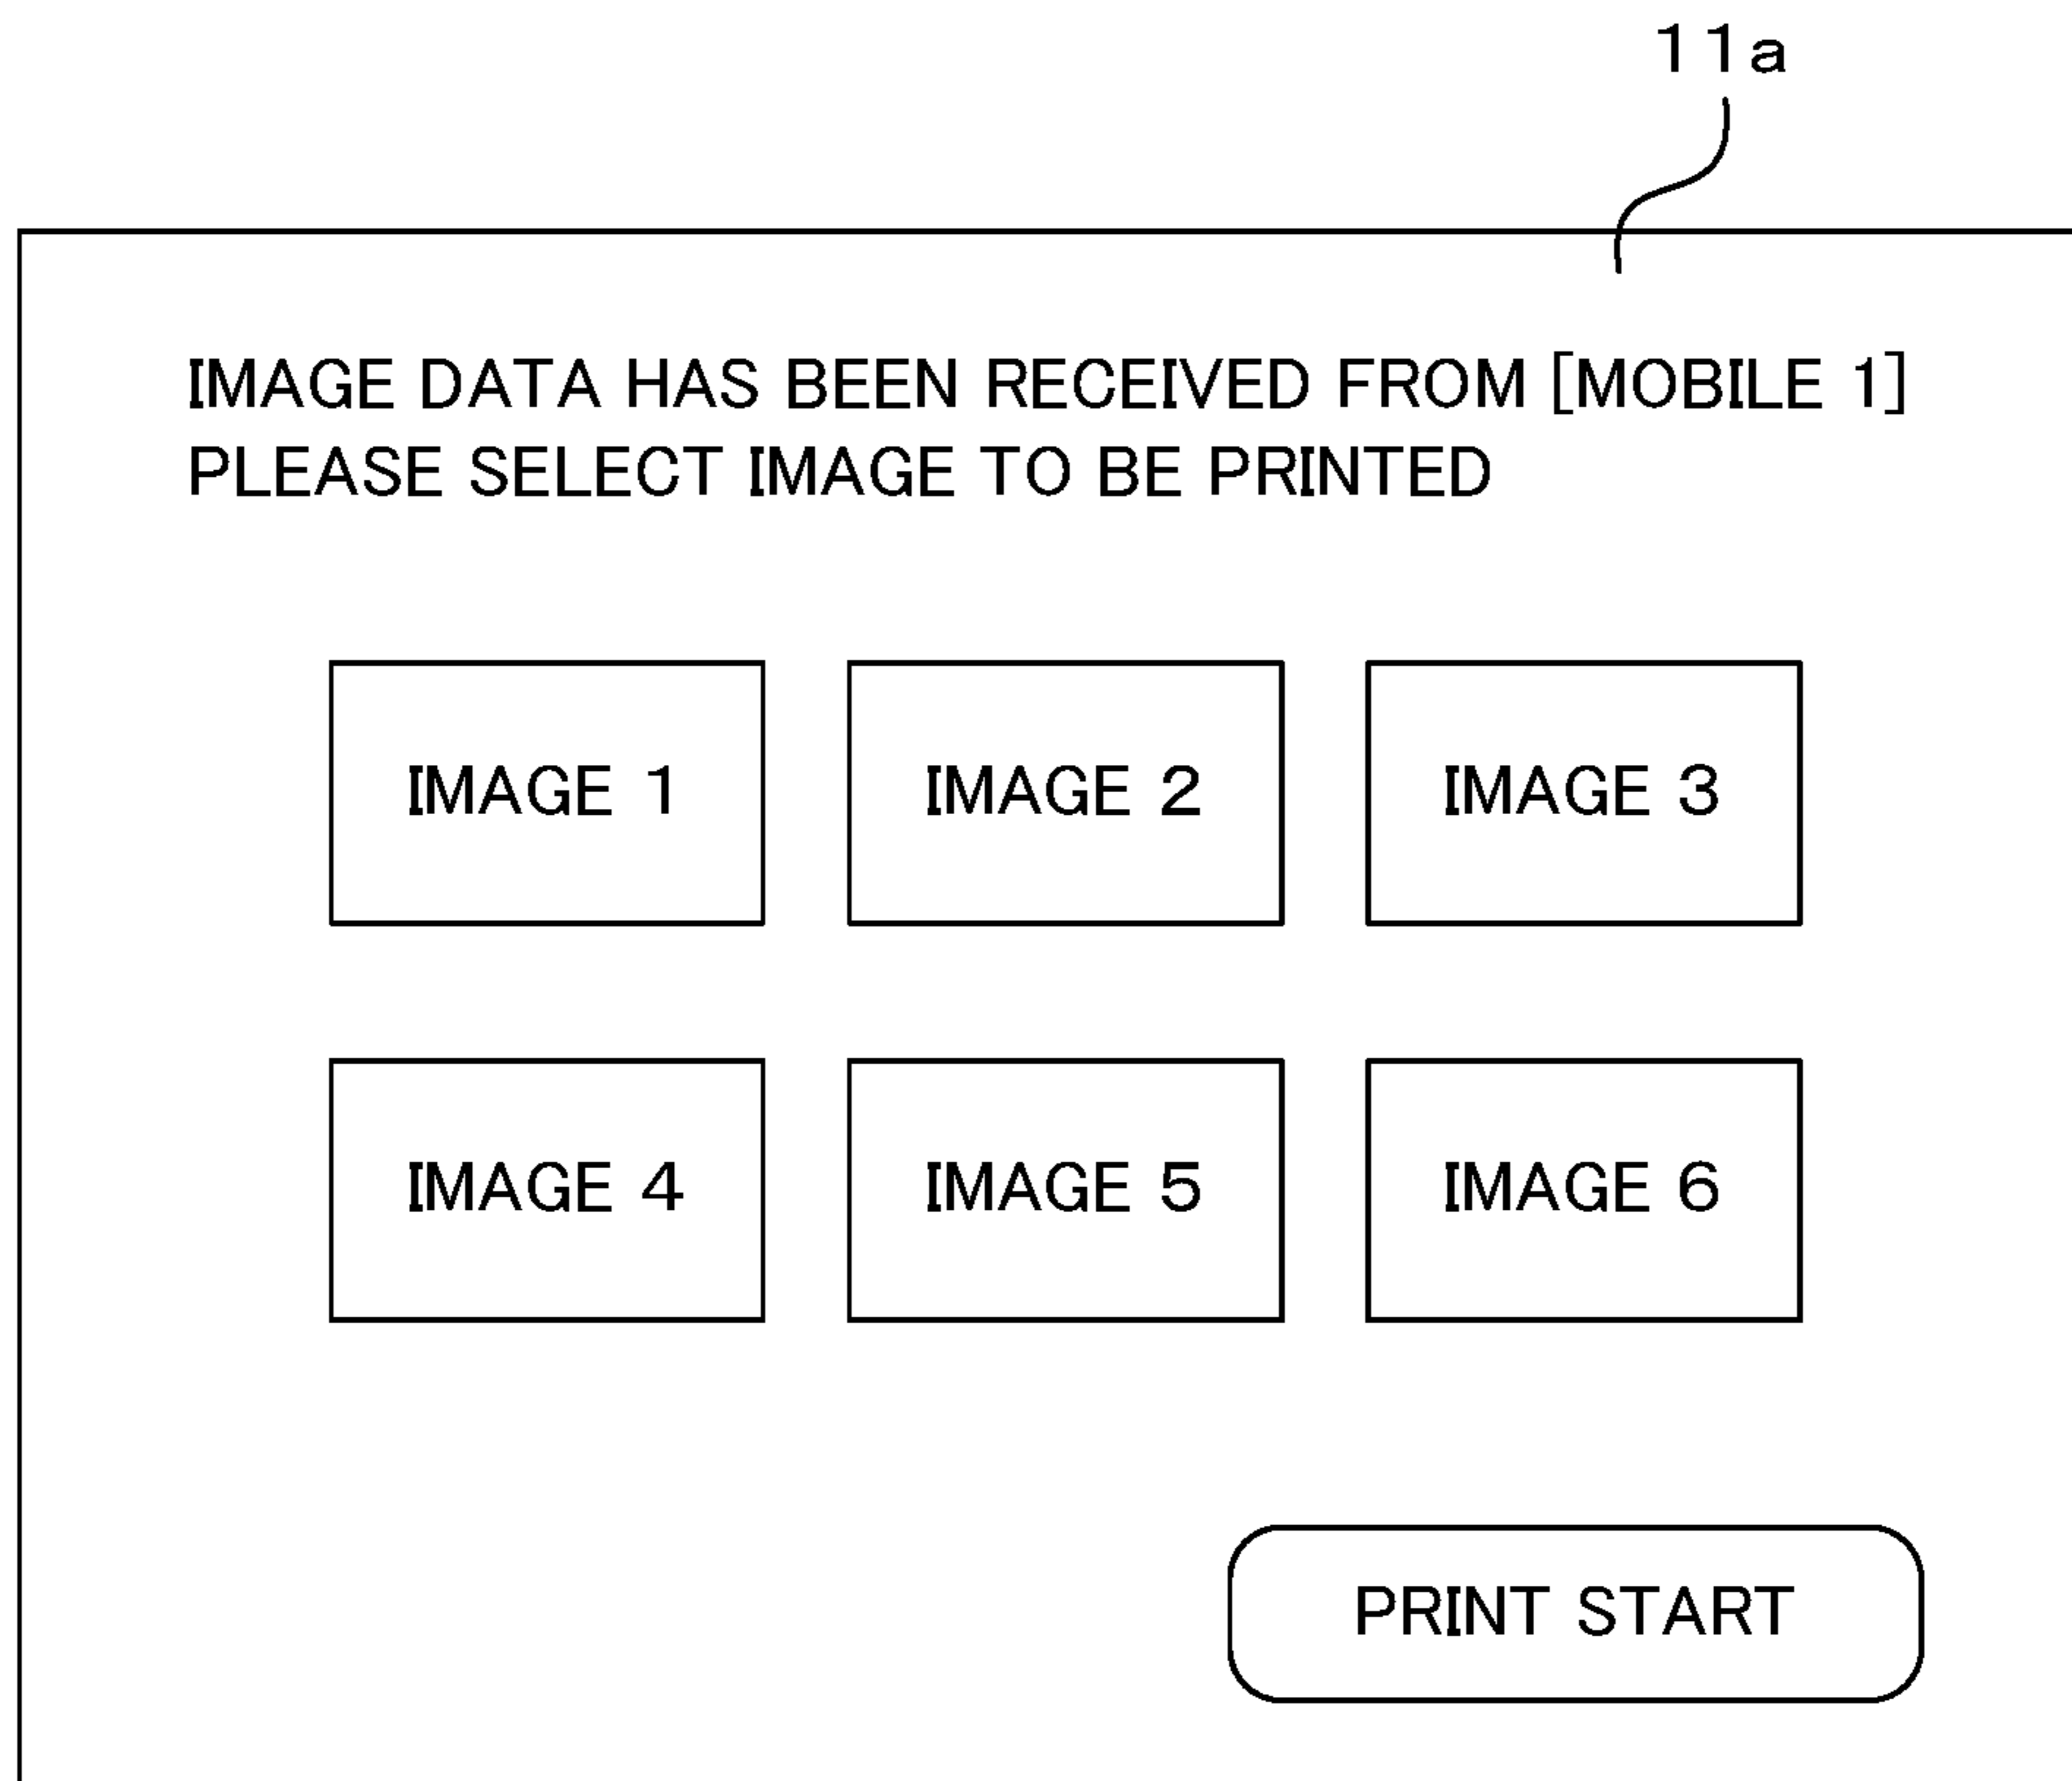 11a
IMAGE DATA HAS BEEN RECEIVED FROM [MOBILE 1]
PLEASE SELECT IMAGE TO BE PRINTED
IMAGE 1
IMAGE 2
IMAGE 3
IMAGE 4
IMAGE 5
IMAGE 6
PRINT START